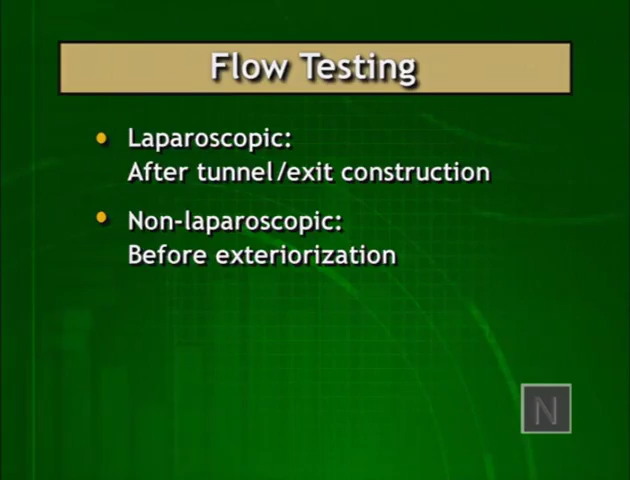 Flow Testing
Laparoscopic:
After tunnel/exit construction
Non-laparoscopic:
Before exteriorization
N